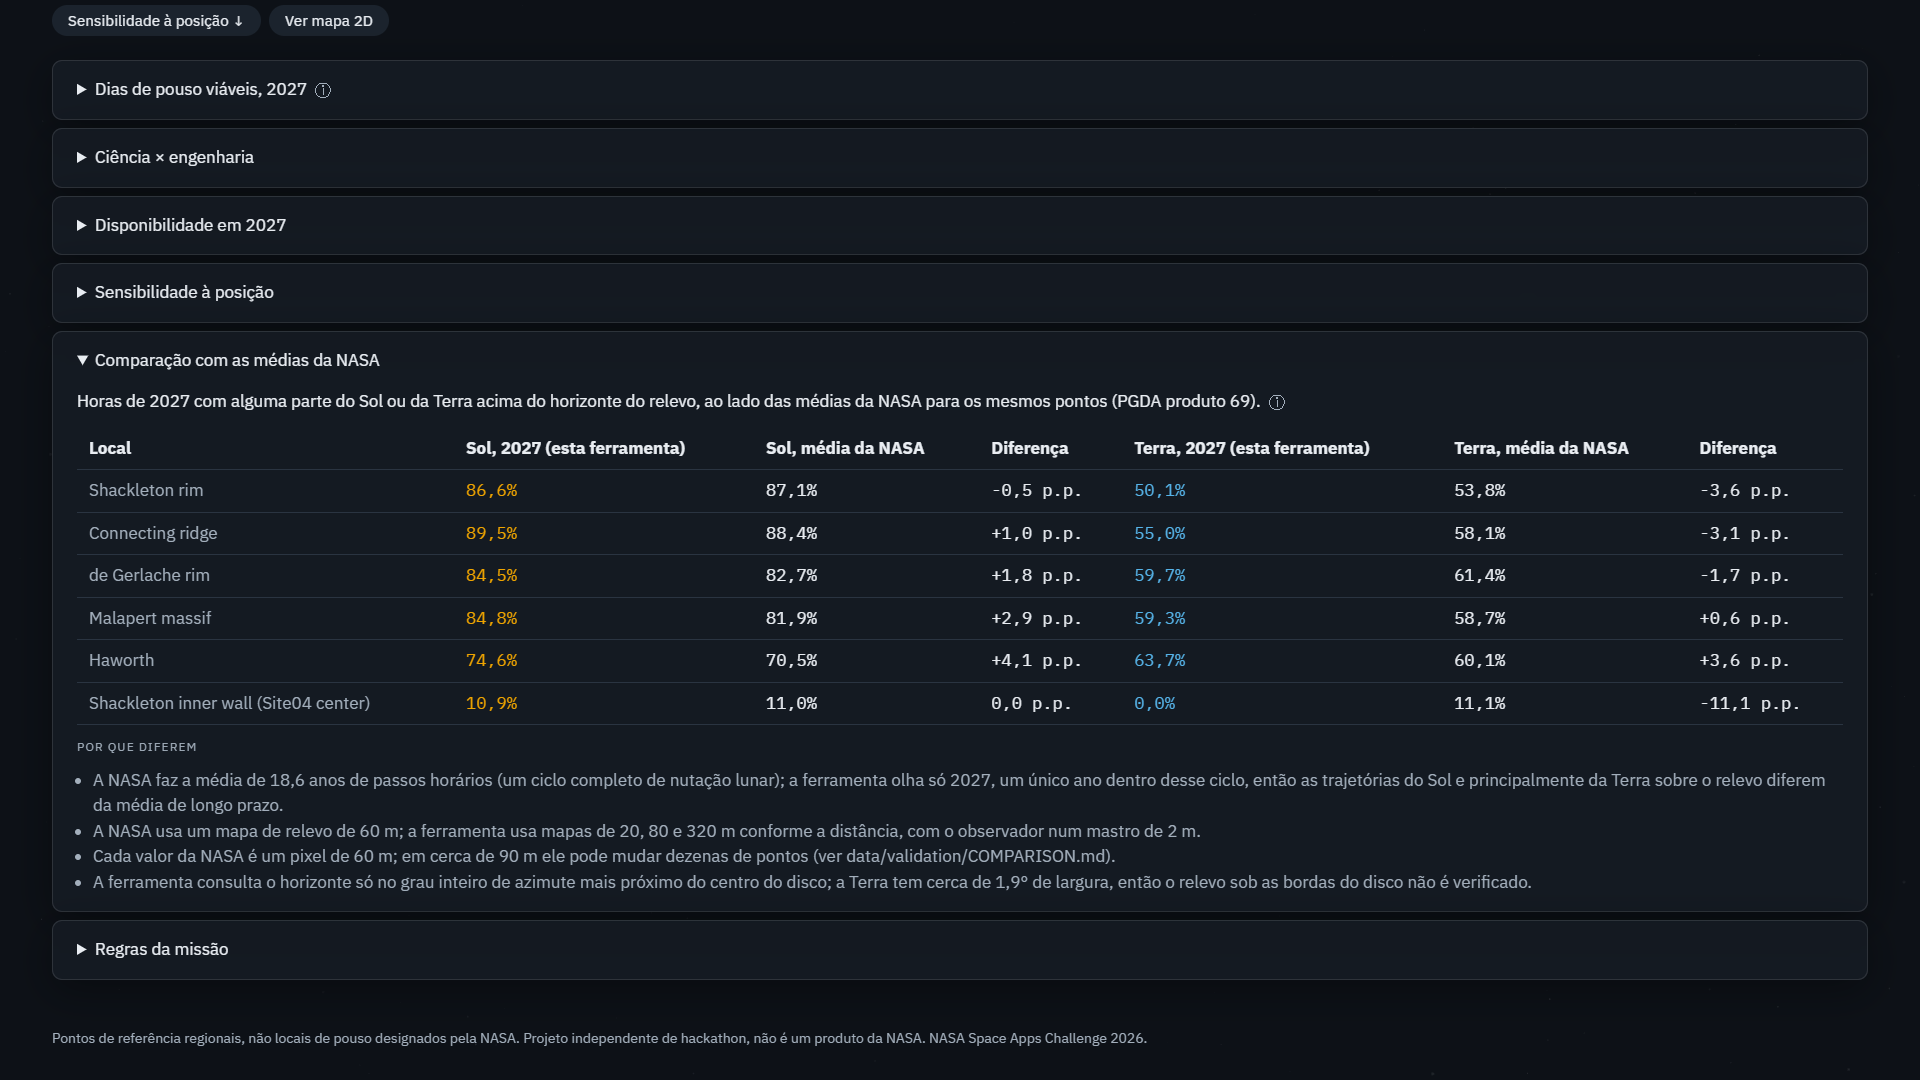 Sensibilidade à posição ↓ Ver mapa 2D
▶ Dias de pouso viáveis, 2027 ⓘ
▶ Ciência × engenharia
▶ Disponibilidade em 2027
▶ Sensibilidade à posição
▼ Comparação com as médias da NASA
Horas de 2027 com alguma parte do Sol ou da Terra acima do horizonte do relevo, ao lado das médias da NASA para os mesmos pontos (PGDA produto 69). ⓘ
Local Sol, 2027 (esta ferramenta) Sol, média da NASA Diferença Terra, 2027 (esta ferramenta) Terra, média da NASA Diferença
Shackleton rim 86,6% 87,1% -0,5 p.p. 50,1% 53,8% -3,6 p.p.
Connecting ridge 89,5% 88,4% +1,0 p.p. 55,0% 58,1% -3,1 p.p.
de Gerlache rim 84,5% 82,7% +1,8 p.p. 59,7% 61,4% -1,7 p.p.
Malapert massif 84,8% 81,9% +2,9 p.p. 59,3% 58,7% +0,6 p.p.
Haworth 74,6% 70,5% +4,1 p.p. 63,7% 60,1% +3,6 p.p.
Shackleton inner wall (Site04 center) 10,9% 11,0% 0,0 p.p. 0,0% 11,1% -11,1 p.p.
POR QUE DIFEREM
• A NASA faz a média de 18,6 anos de passos horários (um ciclo completo de nutação lunar); a ferramenta olha só 2027, um único ano dentro desse ciclo, então as trajetórias do Sol e principalmente da Terra sobre o relevo diferem
da média de longo prazo.
• A NASA usa um mapa de relevo de 60 m; a ferramenta usa mapas de 20, 80 e 320 m conforme a distância, com o observador num mastro de 2 m.
• Cada valor da NASA é um pixel de 60 m; em cerca de 90 m ele pode mudar dezenas de pontos (ver data/validation/COMPARISON.md).
• A ferramenta consulta o horizonte só no grau inteiro de azimute mais próximo do centro do disco; a Terra tem cerca de 1,9° de largura, então o relevo sob as bordas do disco não é verificado.
▶ Regras da missão
Pontos de referência regionais, não locais de pouso designados pela NASA. Projeto independente de hackathon, não é um produto da NASA. NASA Space Apps Challenge 2026.